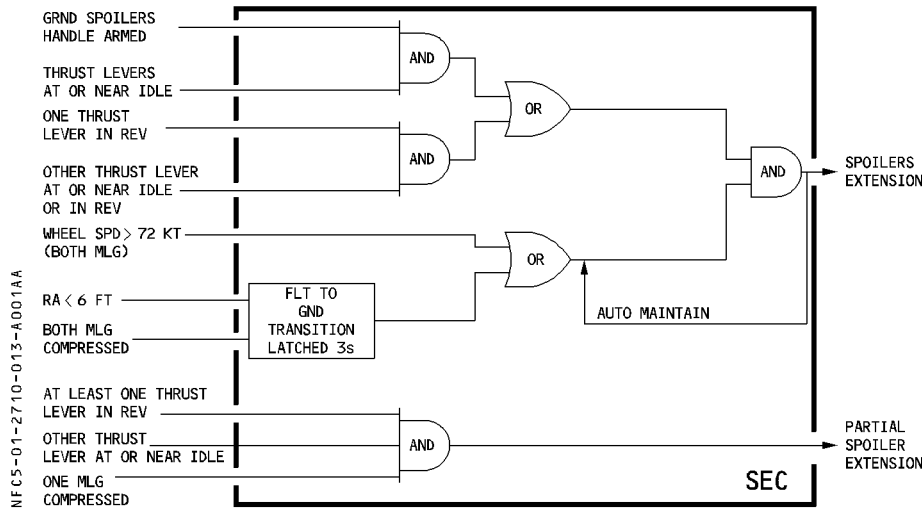 GRND SPOILERS
HANDLE ARMED
THRUST LEVERS
AT OR NEAR IDLE
ONE THRUST
LEVER IN REV
OTHER THRUST LEVER
AT OR NEAR IDLE
OR IN REV
WHEEL SPD> 72 KT
(BOTH MLG)
RA< 6 FT
BOTH MLG
COMPRESSED
AT LEAST ONE THRUST
LEVER IN REV
OTHER THRUST
LEVER AT OR NEAR IDLE
ONE MLG
COMPRESSED
AND
AND
OR
OR
AND
FLT TO
GND
TRANSITION
LATCHED 3s
AUTO MAINTAIN
AND
SPOILERS
EXTENSION
PARTIAL
SPOILER
EXTENSION
SEC
NFC5-01-2710-013-A001AA